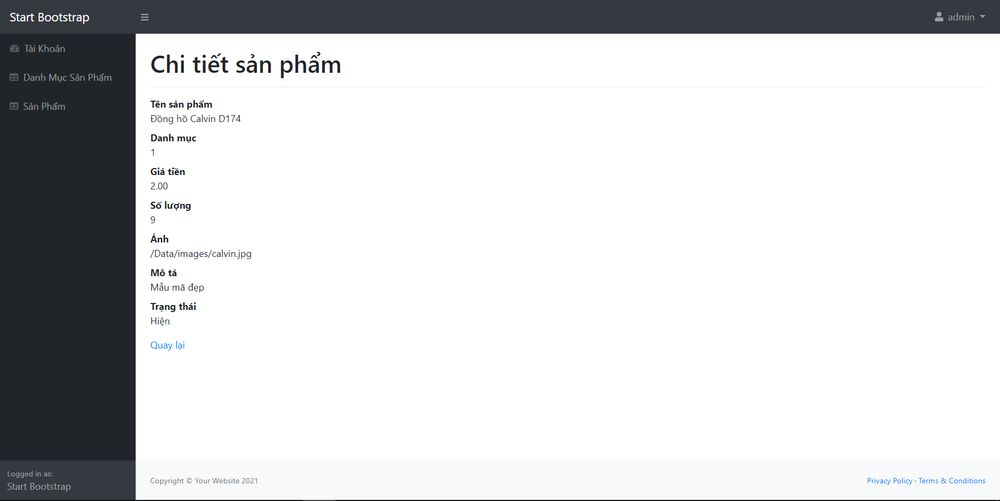 Start Bootstrap
admin
Tài Khoản
Danh Mục Sản Phẩm
Sản Phẩm
Chi tiết sản phẩm
Tên sản phẩm
Đồng hồ Calvin D174
Danh mục
1
Giá tiền
2.00
Số lượng
9
Ảnh
/Data/images/calvin.jpg
Mô tả
Mẫu mã đẹp
Trạng thái
Hiện
Quay lại
Logged in as:
Start Bootstrap
Copyright © Your Website 2021
Privacy Policy · Terms & Conditions